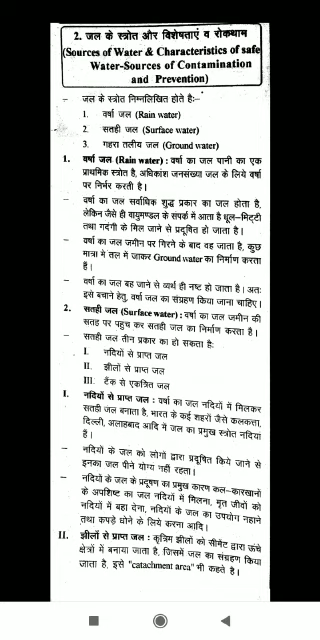 2. जल के स्त्रोत और विशेषताएं व रोकथाम
(Sources of Water & Characteristics of safe
Water-Sources of Contamination
and Prevention)
– जल के स्त्रोत निम्नलिखित होते हैः–
1. वर्षा जल (Rain water)
2. सतही जल (Surface water)
3. गहरा तलीय जल (Ground water)
1. वर्षा जल (Rain water) : वर्षा का जल पानी का एक
प्राथमिक स्त्रोत है, अधिकांश जनसंख्या जल के लिये वर्षा
पर निर्भर करती है।
– वर्षा का जल सर्वाधिक शुद्ध प्रकार का जल होता है,
लेकिन जैसे ही वायुमण्डल के संपर्क में आता है धूल–मिट्टी
तथा गदंगी के मिल जाने से प्रदूषित हो जाता है।
– वर्षा का जल जमीन पर गिरने के बाद वह जाता है, कुछ
मात्रा मे तल में जाकर Ground water का निर्माण करता
हैं।
– वर्षा का जल बह जाने से व्यर्थ ही नष्ट हो जाता है। अतः
इसे बचाने हेतु, वर्षा जल का संग्रहण किया जाना चाहिए।
2. सतही जल (Surface water) : वर्षा का जल जमीन की
सतह पर पहुच कर सतही जल का निर्माण करता है।
– सतही जल तीन प्रकार का हो सकता हैः
I. नदियों से प्राप्त जल
II. झीलों से प्राप्त जल
III. टैंक से एकत्रित जल
I. नदियों से प्राप्त जल : वर्षा का जल नदियों में मिलकर
सतही जल बनाता है, भारत के कई शहरों जैसे कलकत्ता,
दिल्ली, अलाहबाद आदि में जल का प्रमुख स्त्रोत नदिया
हैं।
– नदियों के जल को लोगो द्वारा प्रदूषित किये जाने से
इनका जल पीने योग्य नहीं रहता।
– नदियों के जल के प्रदूषण का प्रमुख कारण कल–कारखानों
के अपशिष्ट का जल नदियों में मिलना, मृत जीवों को
नदियों में बहा देना, नदियों के जल का उपयोग नहाने
तथा कपड़े धोने के लिये करना आदि।
II. झीलों से प्राप्त जल : कृत्रिम झीलों को सीमेंट द्वारा ऊंचे
क्षेत्रों में बनाया जाता है, जिसमें जल का संग्रहण किया
जाता है, इसे "catachment area" भी कहते है।